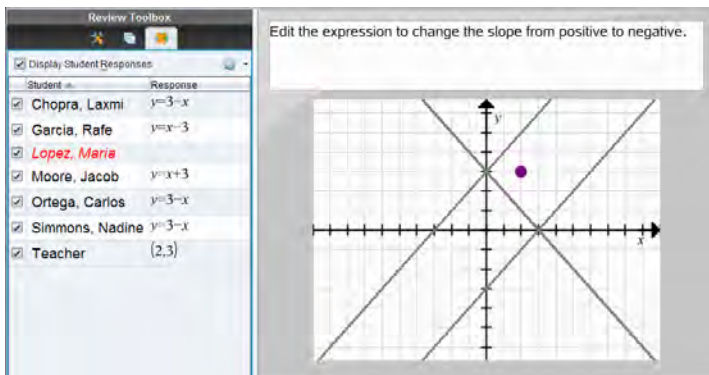 Review Toolbox
Display Student Responses
Student Response
Chopra, Laxmi y=3−x
Garcia, Rafe y=x−3
Lopez, Maria
Moore, Jacob y=x+3
Ortega, Carlos y=3−x
Simmons, Nadine y=3−x
Teacher (2,3)
Edit the expression to change the slope from positive to negative.
y
x